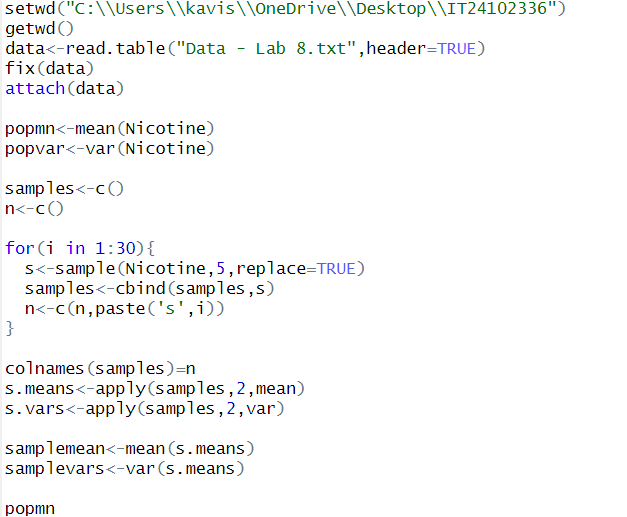 setwd("C:\\Users\\kavis\\OneDrive\\Desktop\\IT24102336")
getwd()
data<-read.table("Data - Lab 8.txt",header=TRUE)
fix(data)
attach(data)
popmn<-mean(Nicotine)
popvar<-var(Nicotine)
samples<-c()
n<-c()
for(i in 1:30){
  s<-sample(Nicotine,5,replace=TRUE)
  samples<-cbind(samples,s)
  n<-c(n,paste('s',i))
}
colnames(samples)=n
s.means<-apply(samples,2,mean)
s.vars<-apply(samples,2,var)
samplemean<-mean(s.means)
samplevars<-var(s.means)
popmn